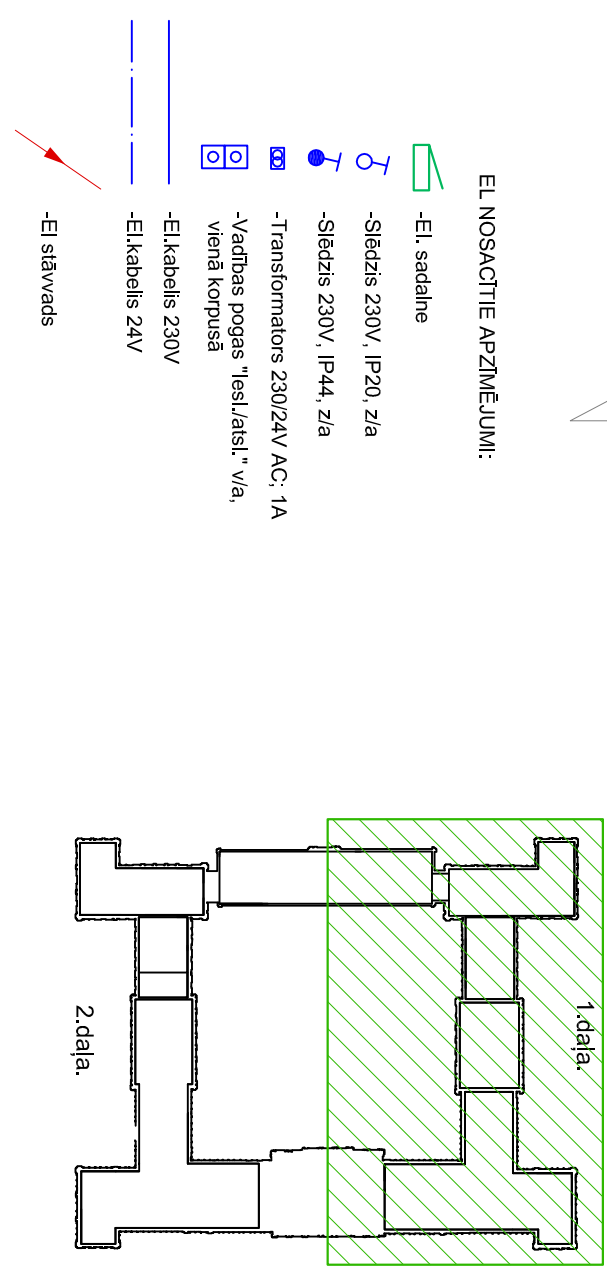 EL NOSACĪTIE APZĪMĒJUMI:
-El. sadalne
-Slēdzis 230V, IP20, z/a
-Slēdzis 230V, IP44, z/a
-Transformators 230/24V AC; 1A
-Vadības pogas "Iesl./atsl." v/a,
vienā korpusā
-El.kabelis 230V
-El.kabelis 24V
-El stāvvads
1.daļa.
2.daļa.